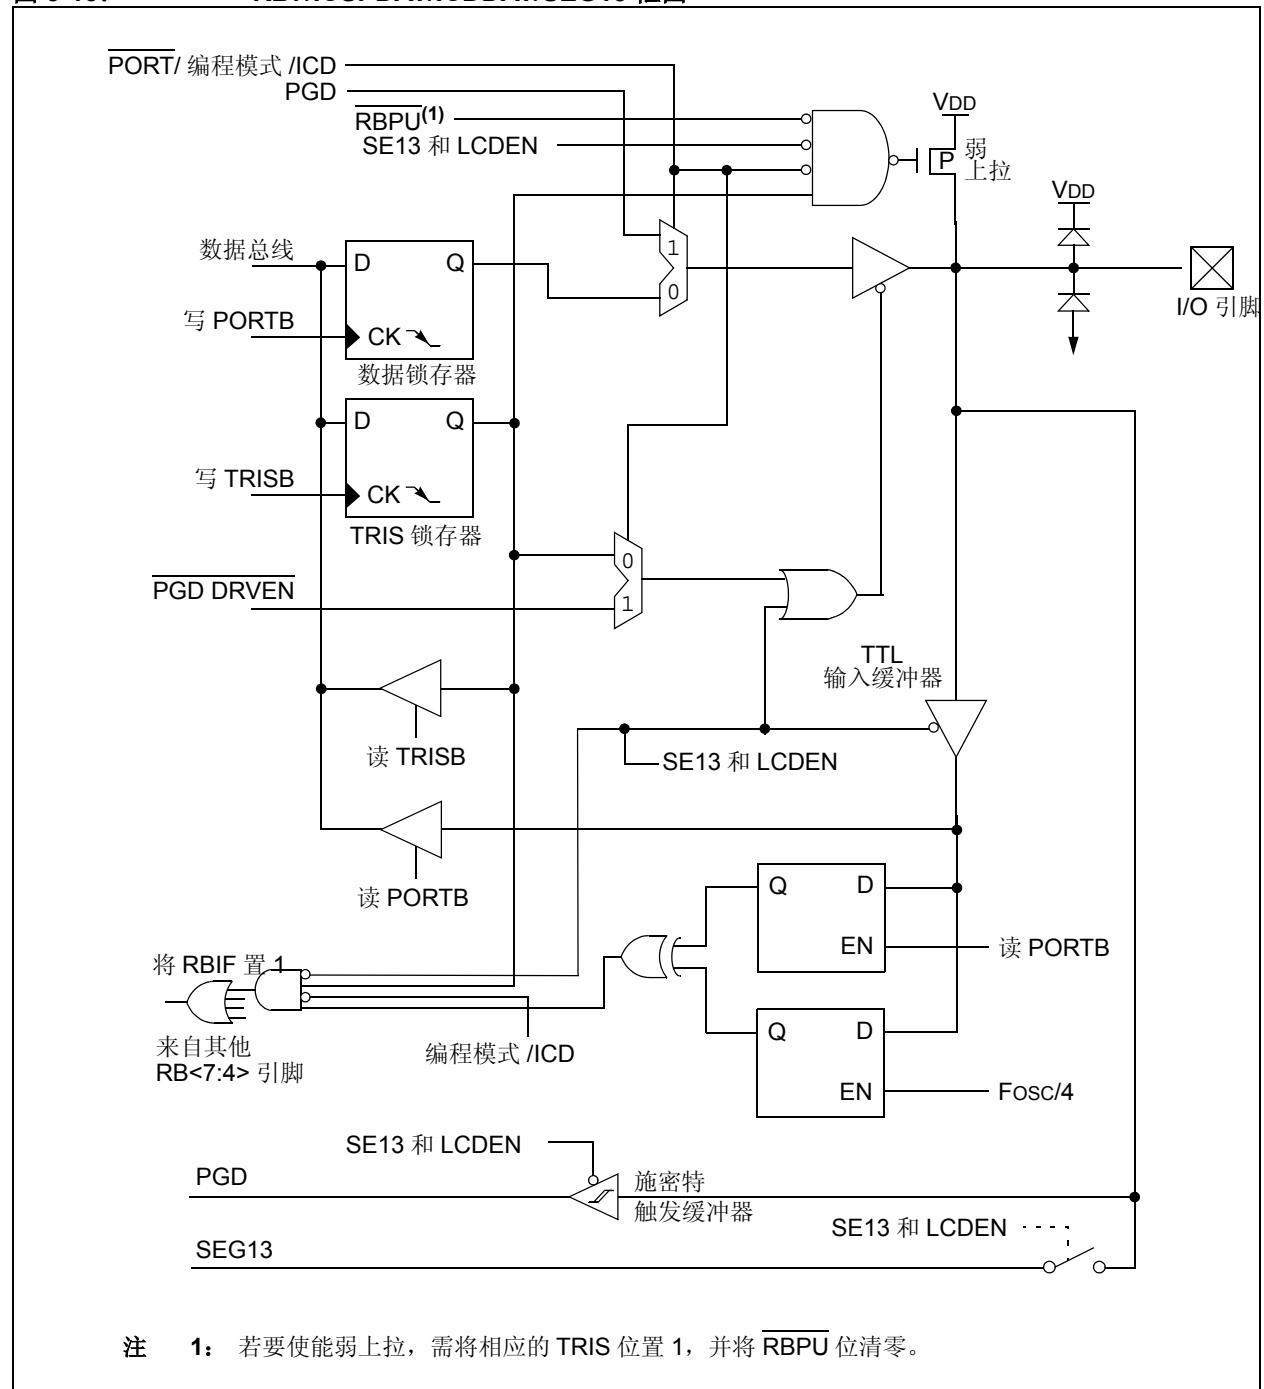 PORT/ 编程模式 /ICD
PGD
RBPU(1)
SE13 和 LCDEN
VDD
P
弱
上拉
VDD
数据总线
D
Q
1
0
写 PORTB
CK
数据锁存器
I/O 引脚
D
Q
写 TRISB
CK
TRIS 锁存器
0
1
PGD DRVEN
TTL
输入缓冲器
读 TRISB
SE13 和 LCDEN
读 PORTB
Q
D
EN
读 PORTB
将 RBIF 置 1
来自其他
RB<7:4> 引脚
编程模式 /ICD
Q
D
EN
FOSC/4
SE13 和 LCDEN
PGD
施密特
触发缓冲器
SE13 和 LCDEN
SEG13
注 1: 若要使能弱上拉，需将相应的 TRIS 位置 1，并将 RBPU 位清零。